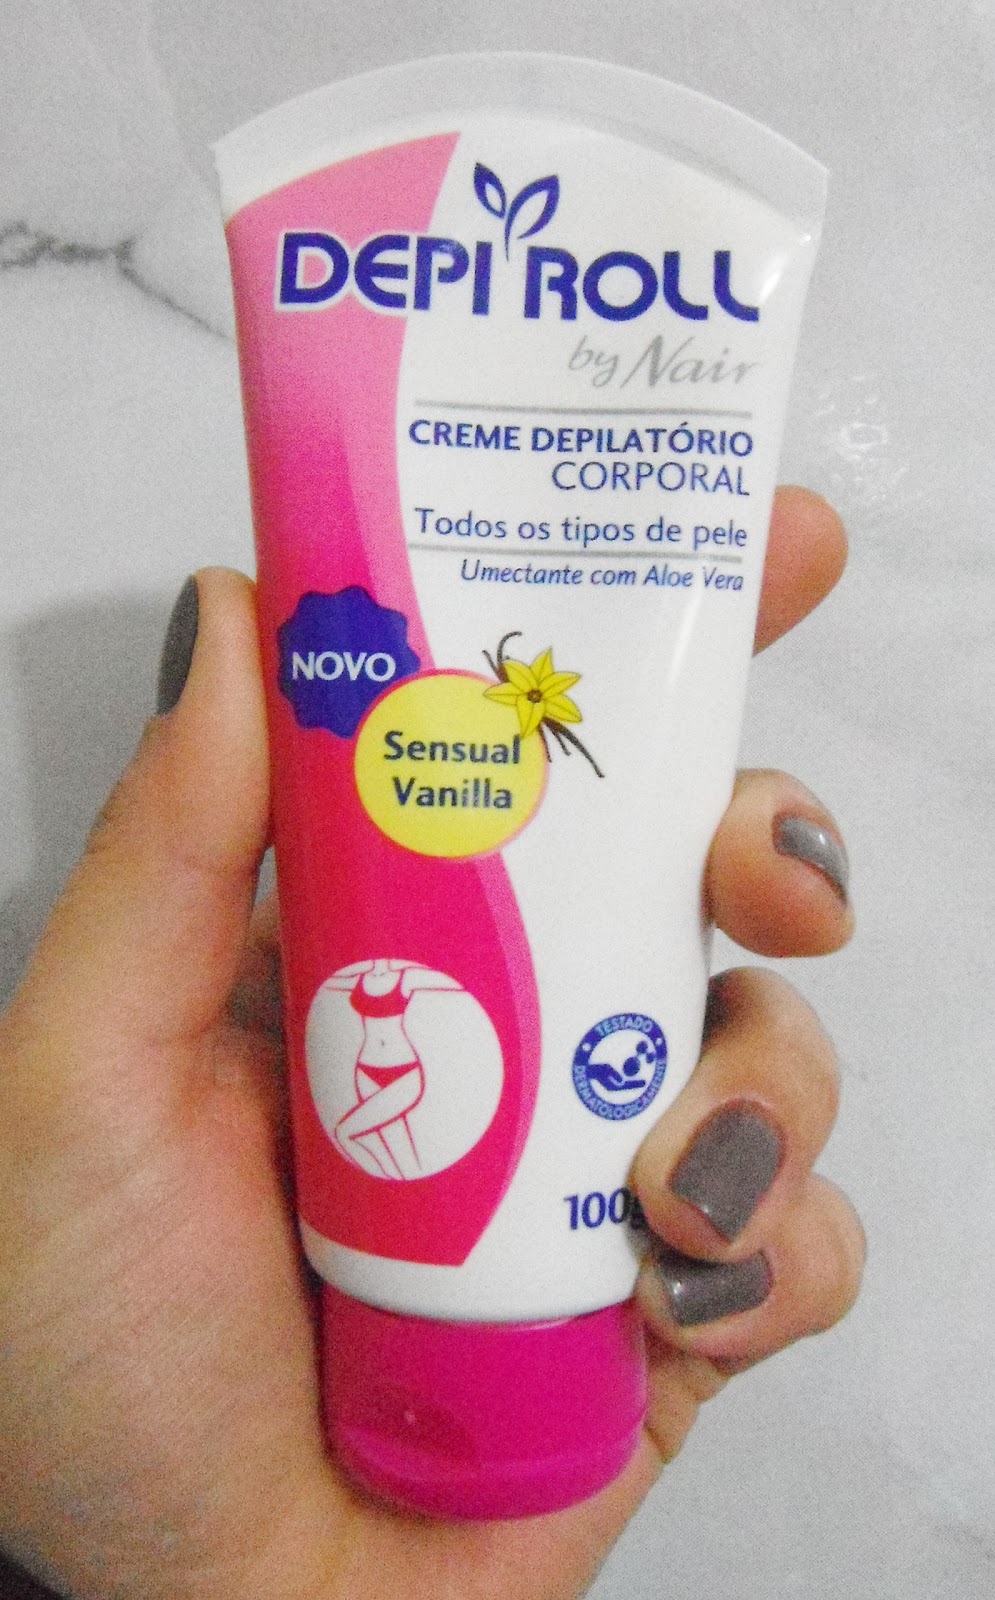 DEPI ROLL
by Nair
CREME DEPILATÓRIO
CORPORAL
Todos os tipos de pele
Umectante com Aloe Vera
NOVO
Sensual
Vanilla
TESTADO
DERMATOLOGICAMENTE
100g